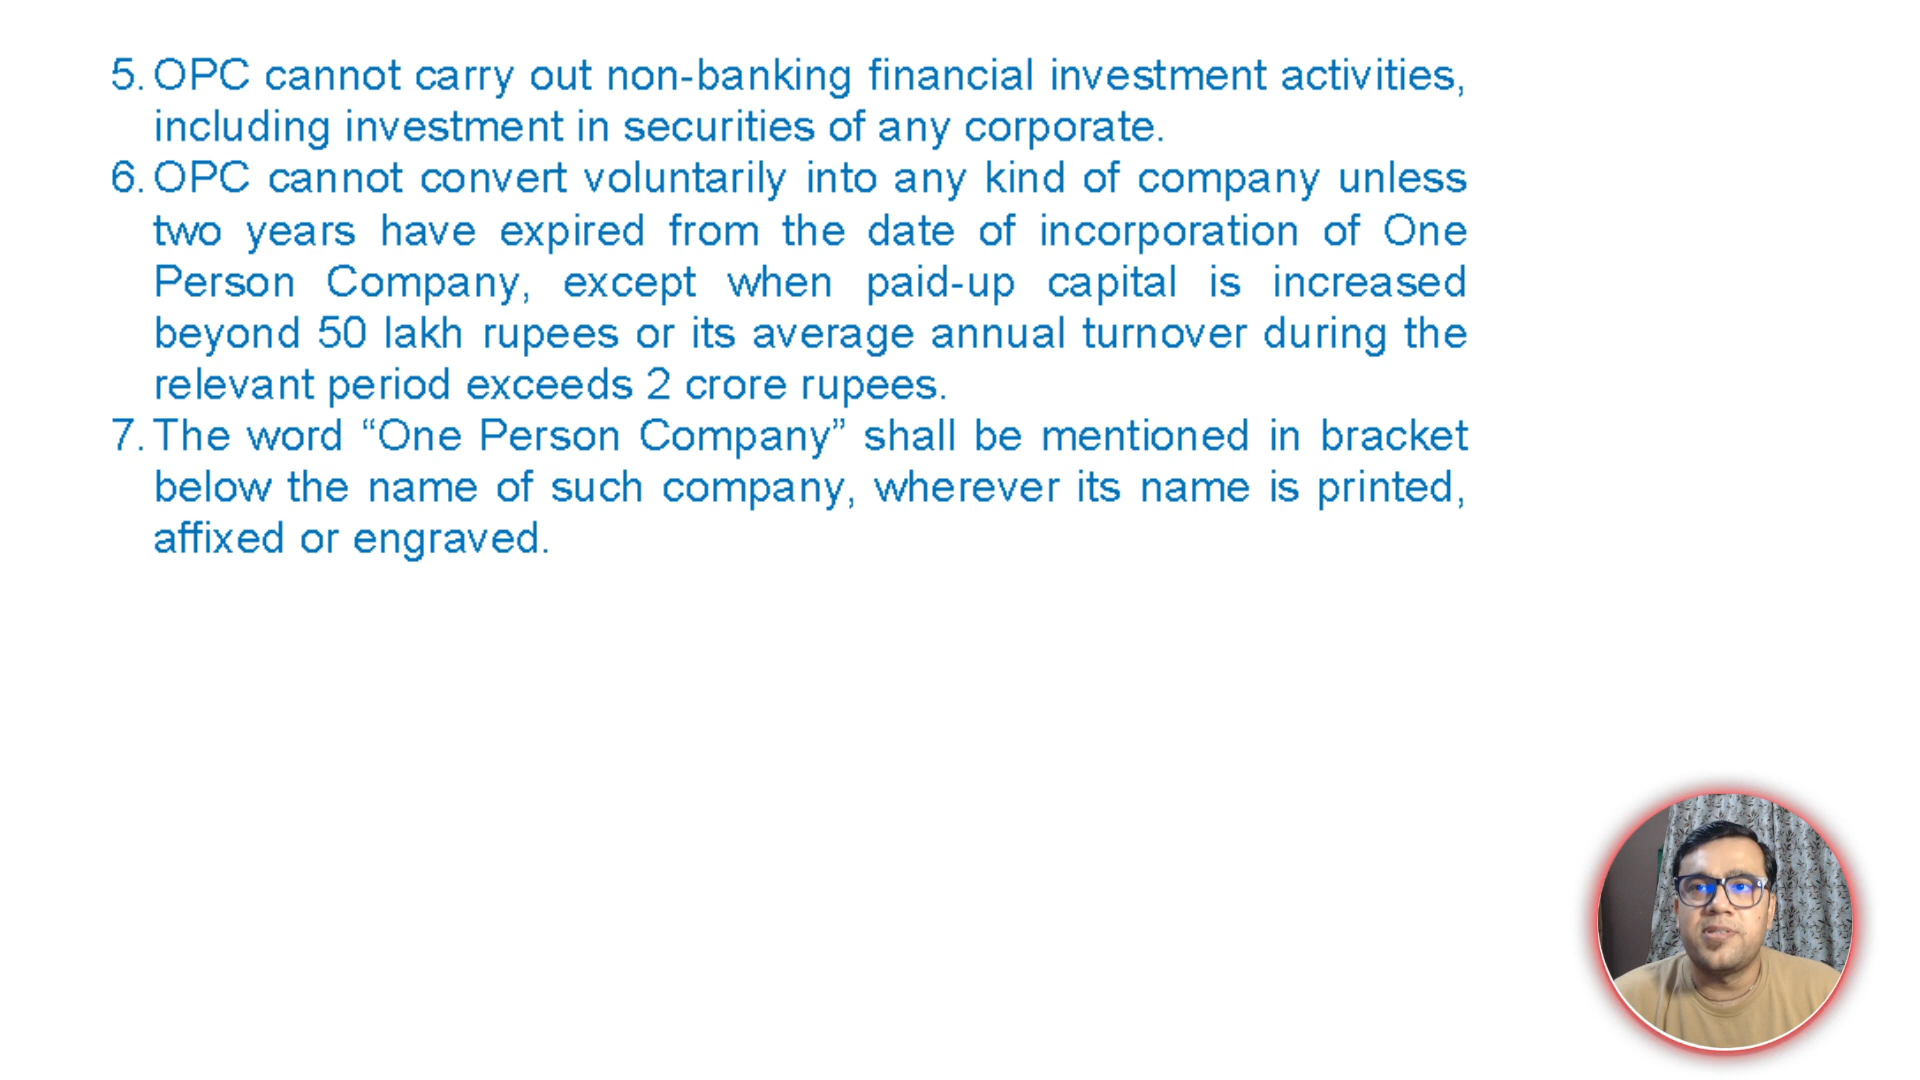 5. OPC cannot carry out non-banking financial investment activities,
including investment in securities of any corporate.
6. OPC cannot convert voluntarily into any kind of company unless
two years have expired from the date of incorporation of One
Person Company, except when paid-up capital is increased
beyond 50 lakh rupees or its average annual turnover during the
relevant period exceeds 2 crore rupees.
7. The word “One Person Company” shall be mentioned in bracket
below the name of such company, wherever its name is printed,
affixed or engraved.